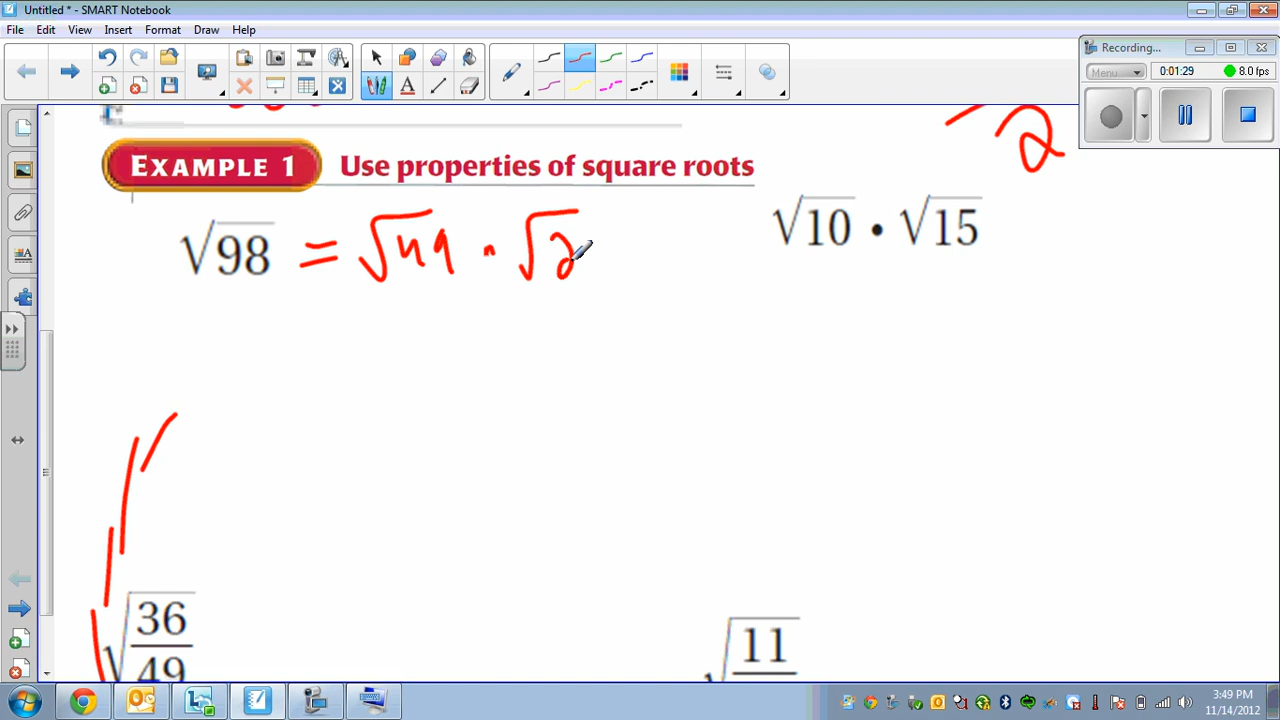 Untitled * - SMART Notebook
File Edit View Insert Format Draw Help
Recording...
Menu
0:01:29
8.0 fps
2
EXAMPLE 1 Use properties of square roots
√98 = √49 · √2
√10 • √15
√36/49
√11
3:49 PM
11/14/2012